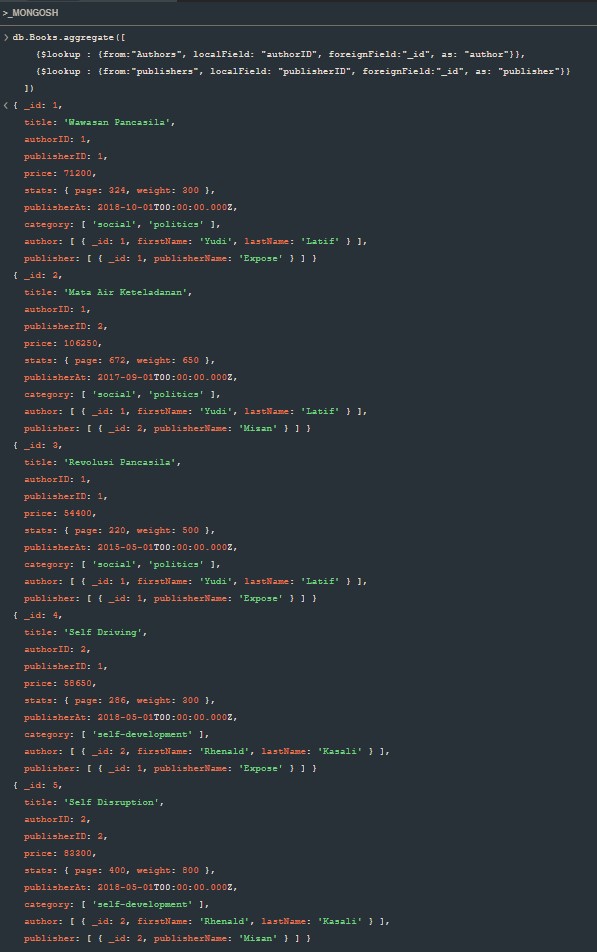 >_MONGOSH
> db.Books.aggregate([
{$lookup : {from:"Authors", localField: "authorID", foreignField:"_id", as: "author"}},
{$lookup : {from:"publishers", localField: "publisherID", foreignField:"_id", as: "publisher"}}
])
< { _id: 1,
title: 'Wawasan Pancasila',
authorID: 1,
publisherID: 1,
price: 71200,
stats: { page: 324, weight: 300 },
publisherAt: 2018-10-01T00:00:00.000Z,
category: [ 'social', 'politics' ],
author: [ { _id: 1, firstName: 'Yudi', lastName: 'Latif' } ],
publisher: [ { _id: 1, publisherName: 'Expose' } ] }
{ _id: 2,
title: 'Mata Air Keteladanan',
authorID: 1,
publisherID: 2,
price: 106250,
stats: { page: 672, weight: 650 },
publisherAt: 2017-09-01T00:00:00.000Z,
category: [ 'social', 'politics' ],
author: [ { _id: 1, firstName: 'Yudi', lastName: 'Latif' } ],
publisher: [ { _id: 2, publisherName: 'Mizan' } ] }
{ _id: 3,
title: 'Revolusi Pancasila',
authorID: 1,
publisherID: 1,
price: 54400,
stats: { page: 220, weight: 500 },
publisherAt: 2015-05-01T00:00:00.000Z,
category: [ 'social', 'politics' ],
author: [ { _id: 1, firstName: 'Yudi', lastName: 'Latif' } ],
publisher: [ { _id: 1, publisherName: 'Expose' } ] }
{ _id: 4,
title: 'Self Driving',
authorID: 2,
publisherID: 1,
price: 58650,
stats: { page: 286, weight: 300 },
publisherAt: 2018-05-01T00:00:00.000Z,
category: [ 'self-development' ],
author: [ { _id: 2, firstName: 'Rhenald', lastName: 'Kasali' } ],
publisher: [ { _id: 1, publisherName: 'Expose' } ] }
{ _id: 5,
title: 'Self Disruption',
authorID: 2,
publisherID: 2,
price: 83300,
stats: { page: 400, weight: 800 },
publisherAt: 2018-05-01T00:00:00.000Z,
category: [ 'self-development' ],
author: [ { _id: 2, firstName: 'Rhenald', lastName: 'Kasali' } ],
publisher: [ { _id: 2, publisherName: 'Mizan' } ] }